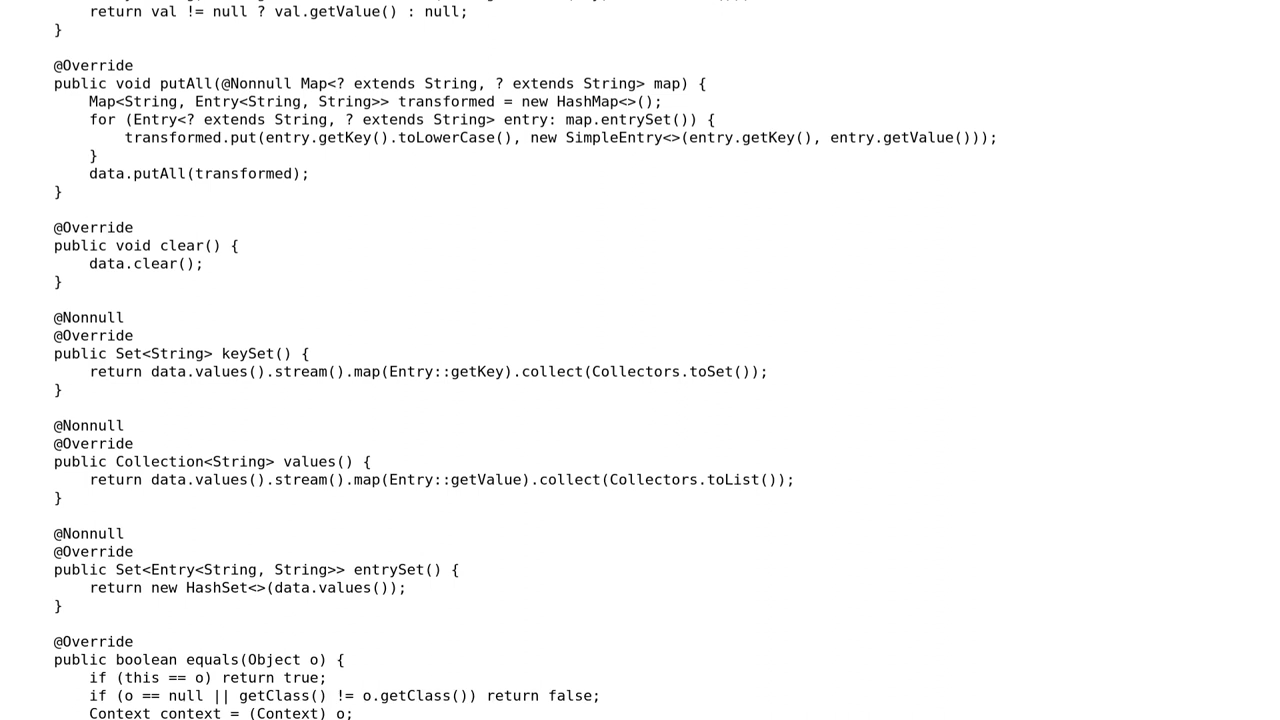 return val != null ? val.getValue() : null;
}
@Override
public void putAll(@Nonnull Map<? extends String, ? extends String> map) {
Map<String, Entry<String, String>> transformed = new HashMap<>();
for (Entry<? extends String, ? extends String> entry: map.entrySet()) {
transformed.put(entry.getKey().toLowerCase(), new SimpleEntry<>(entry.getKey(), entry.getValue()));
}
data.putAll(transformed);
}
@Override
public void clear() {
data.clear();
}
@Nonnull
@Override
public Set<String> keySet() {
return data.values().stream().map(Entry::getKey).collect(Collectors.toSet());
}
@Nonnull
@Override
public Collection<String> values() {
return data.values().stream().map(Entry::getValue).collect(Collectors.toList());
}
@Nonnull
@Override
public Set<Entry<String, String>> entrySet() {
return new HashSet<>(data.values());
}
@Override
public boolean equals(Object o) {
if (this == o) return true;
if (o == null || getClass() != o.getClass()) return false;
Context context = (Context) o;